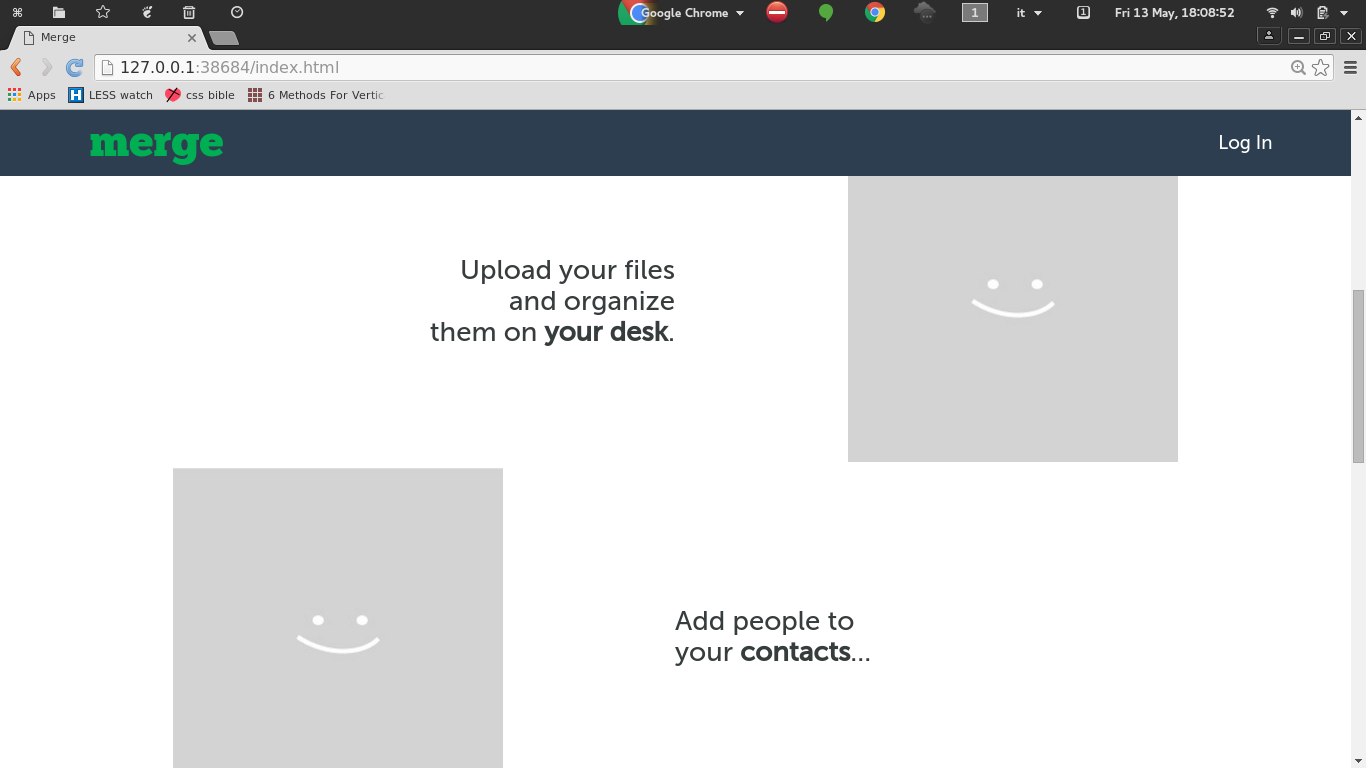 Google Chrome
1
it
1
Fri 13 May, 18:08:52
Merge
127.0.0.1:38684/index.html
Apps
LESS watch
css bible
6 Methods For Vertic
merge
Log In
Upload your files
and organize
them on your desk.
Add people to
your contacts...